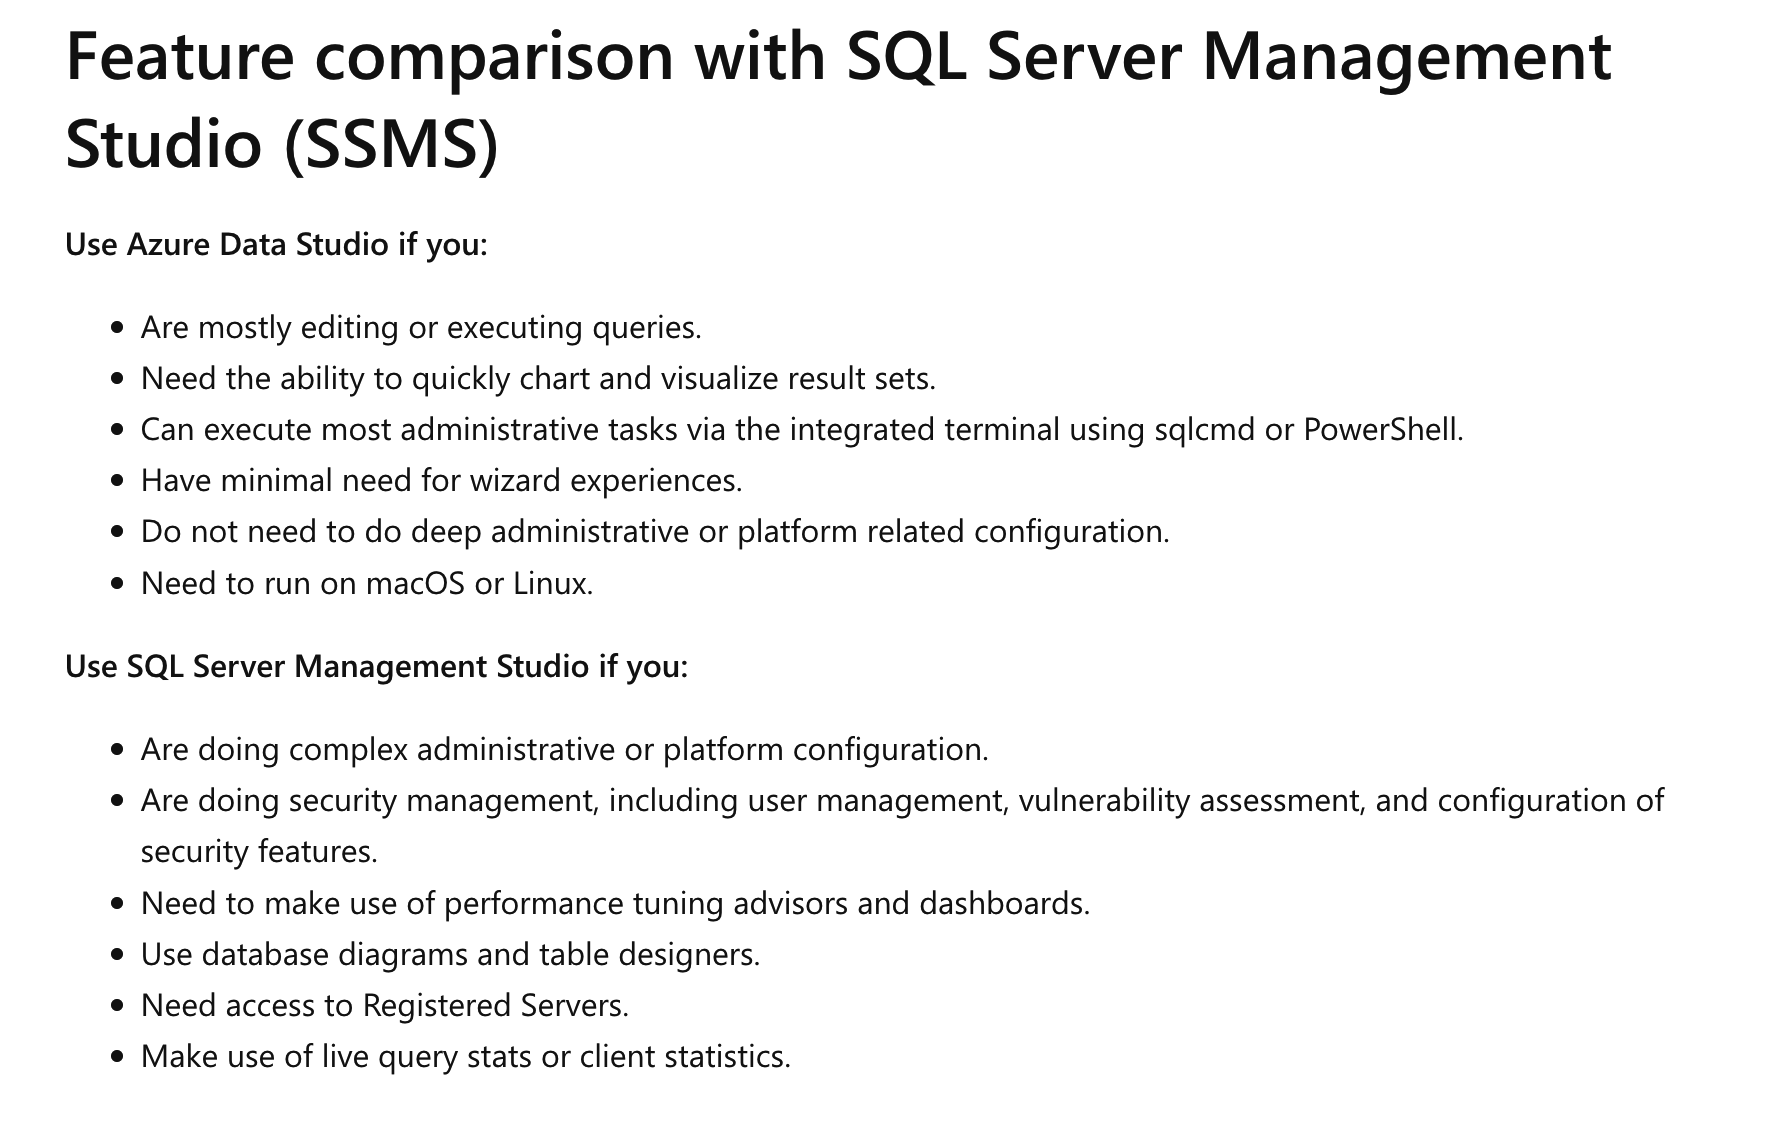 Feature comparison with SQL Server Management
Studio (SSMS)
Use Azure Data Studio if you:
Are mostly editing or executing queries.
Need the ability to quickly chart and visualize result sets.
Can execute most administrative tasks via the integrated terminal using sqlcmd or PowerShell.
Have minimal need for wizard experiences.
Do not need to do deep administrative or platform related configuration.
Need to run on macOS or Linux.
Use SQL Server Management Studio if you:
Are doing complex administrative or platform configuration.
Are doing security management, including user management, vulnerability assessment, and configuration of
security features.
Need to make use of performance tuning advisors and dashboards.
Use database diagrams and table designers.
Need access to Registered Servers.
Make use of live query stats or client statistics.